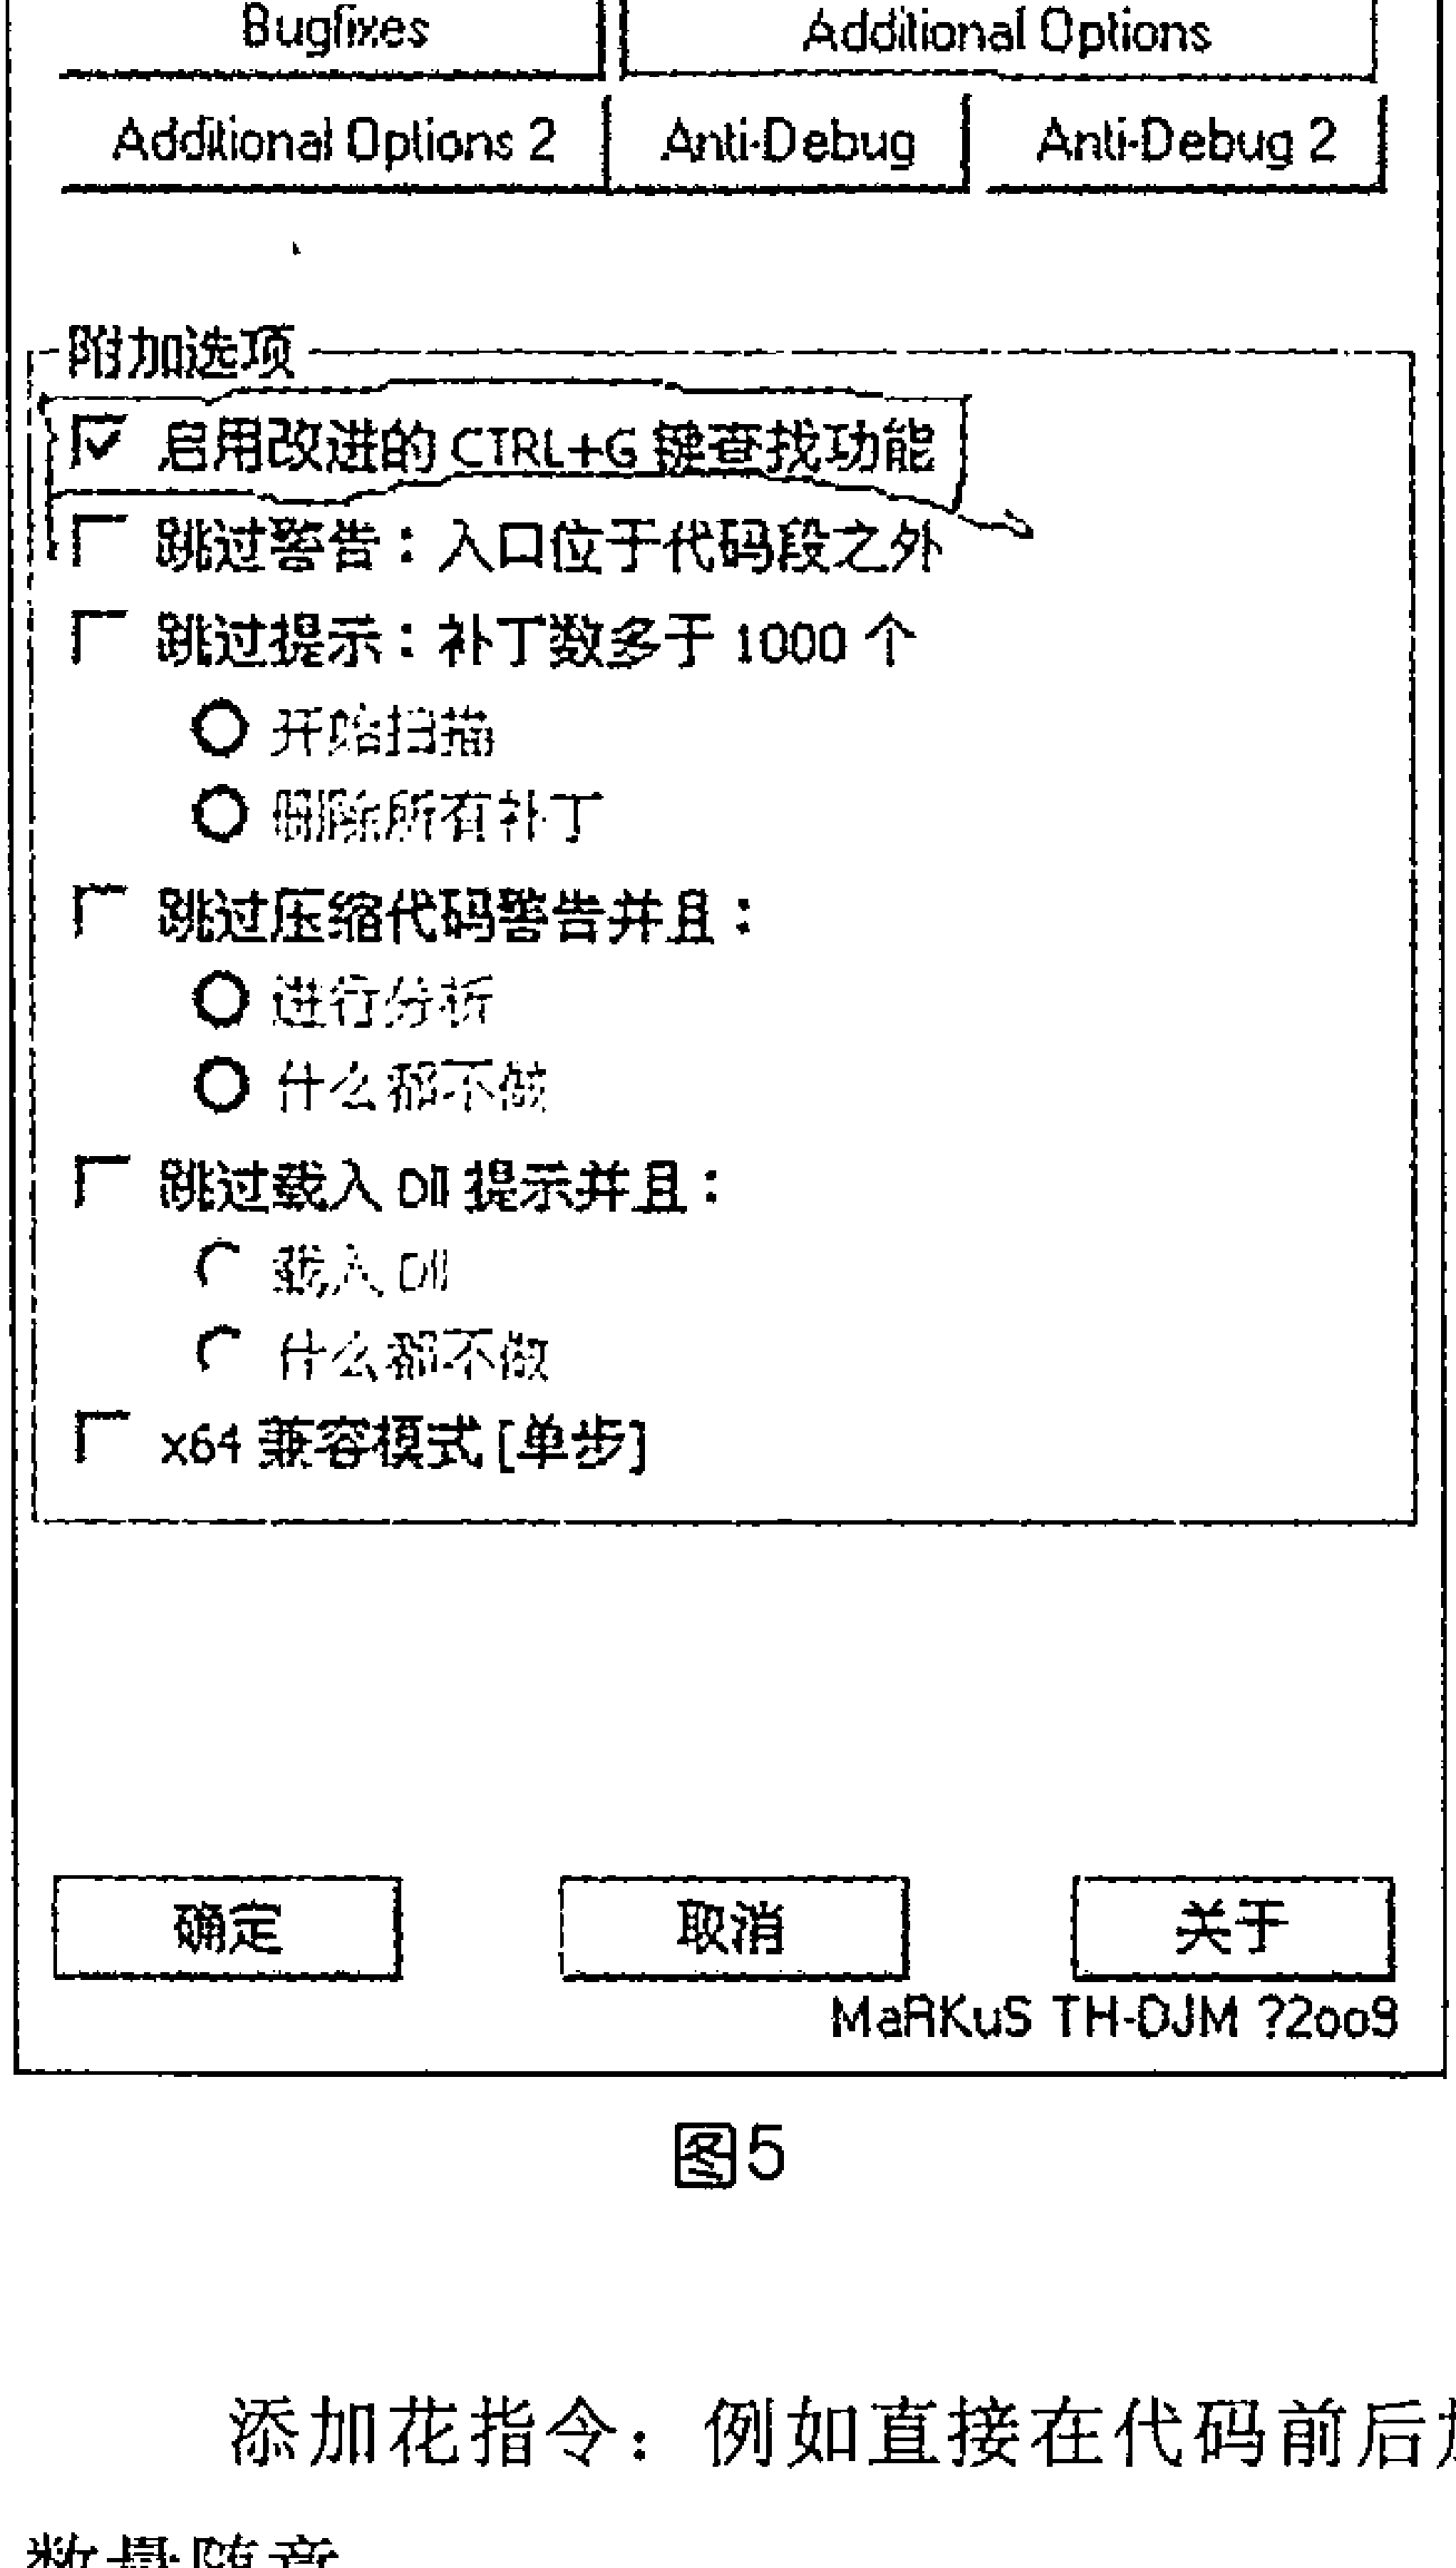 Bugfixes Additional Options
Additional Options 2 Anti-Debug Anti-Debug 2
附加选项
启用改进的 CTRL+G 键查找功能
跳过警告：入口位于代码段之外
跳过提示：补丁数多于 1000 个
开始扫描
删除所有补丁
跳过压缩代码警告并且：
进行分析
什么都不做
跳过载入 Dll 提示并且：
载入 Dll
什么都不做
x64 兼容模式 [单步]
确定 取消 关于
MaRKuS TH-DJM ?2oo9
图5
添加花指令：例如直接在代码前后
数量随意